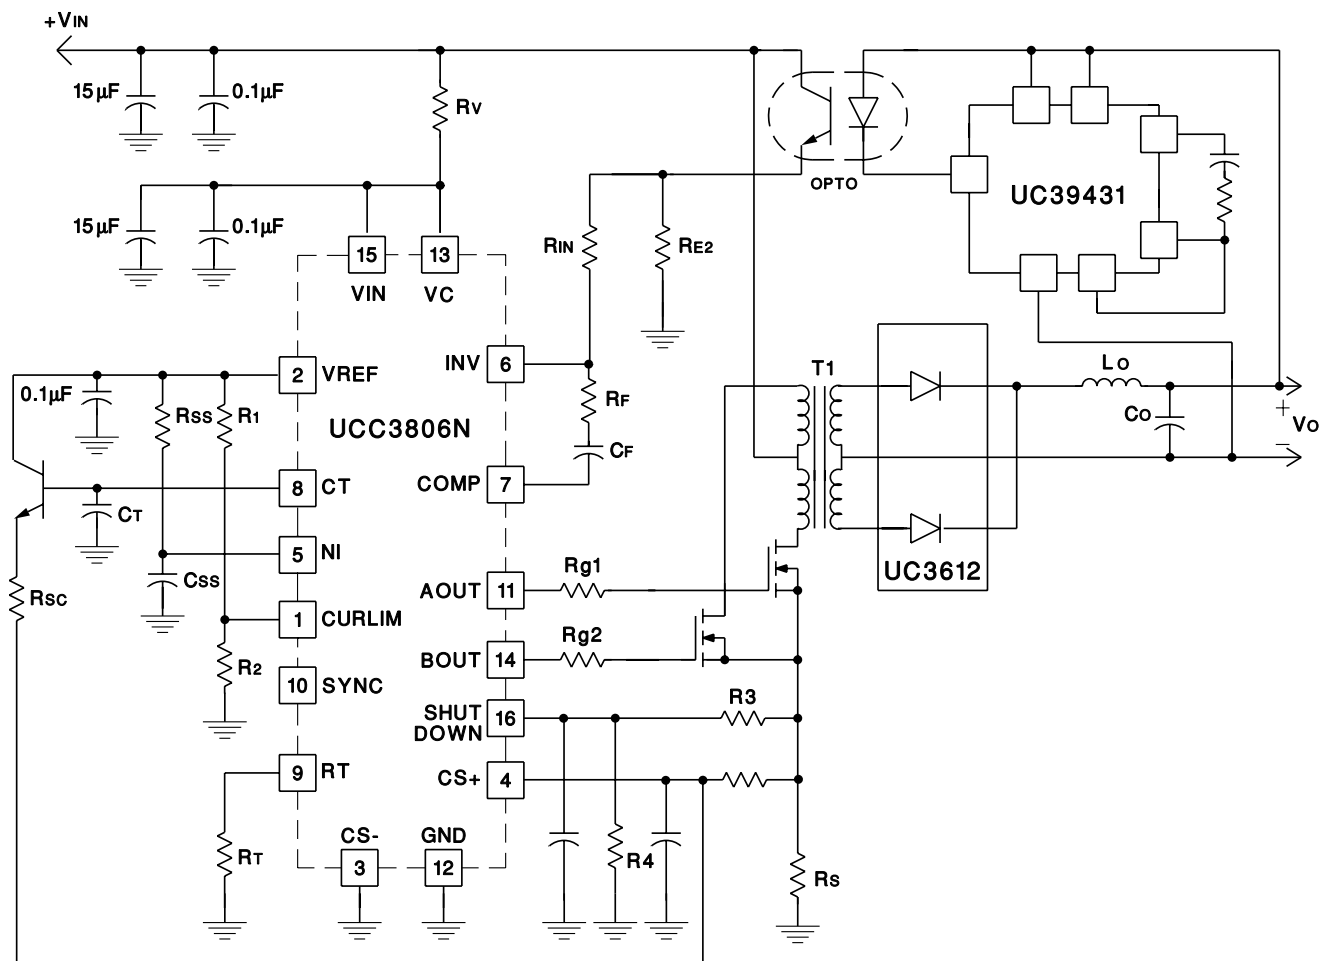 +VIN
15µF
0.1µF
RV
OPTO
UC39431
15µF
0.1µF
15
13
VIN
VC
RIN
RE2
2
VREF
INV
6
0.1µF
RSS
R1
UCC3806N
RF
CF
T1
LO
CO
+
VO
–
8
CT
COMP
7
CT
5
NI
CSS
RSC
1
CURLIM
AOUT
11
Rg1
UC3612
R2
10
SYNC
BOUT
14
Rg2
SHUT
DOWN
16
R3
9
RT
CS+
4
RT
CS-
GND
3
12
R4
RS